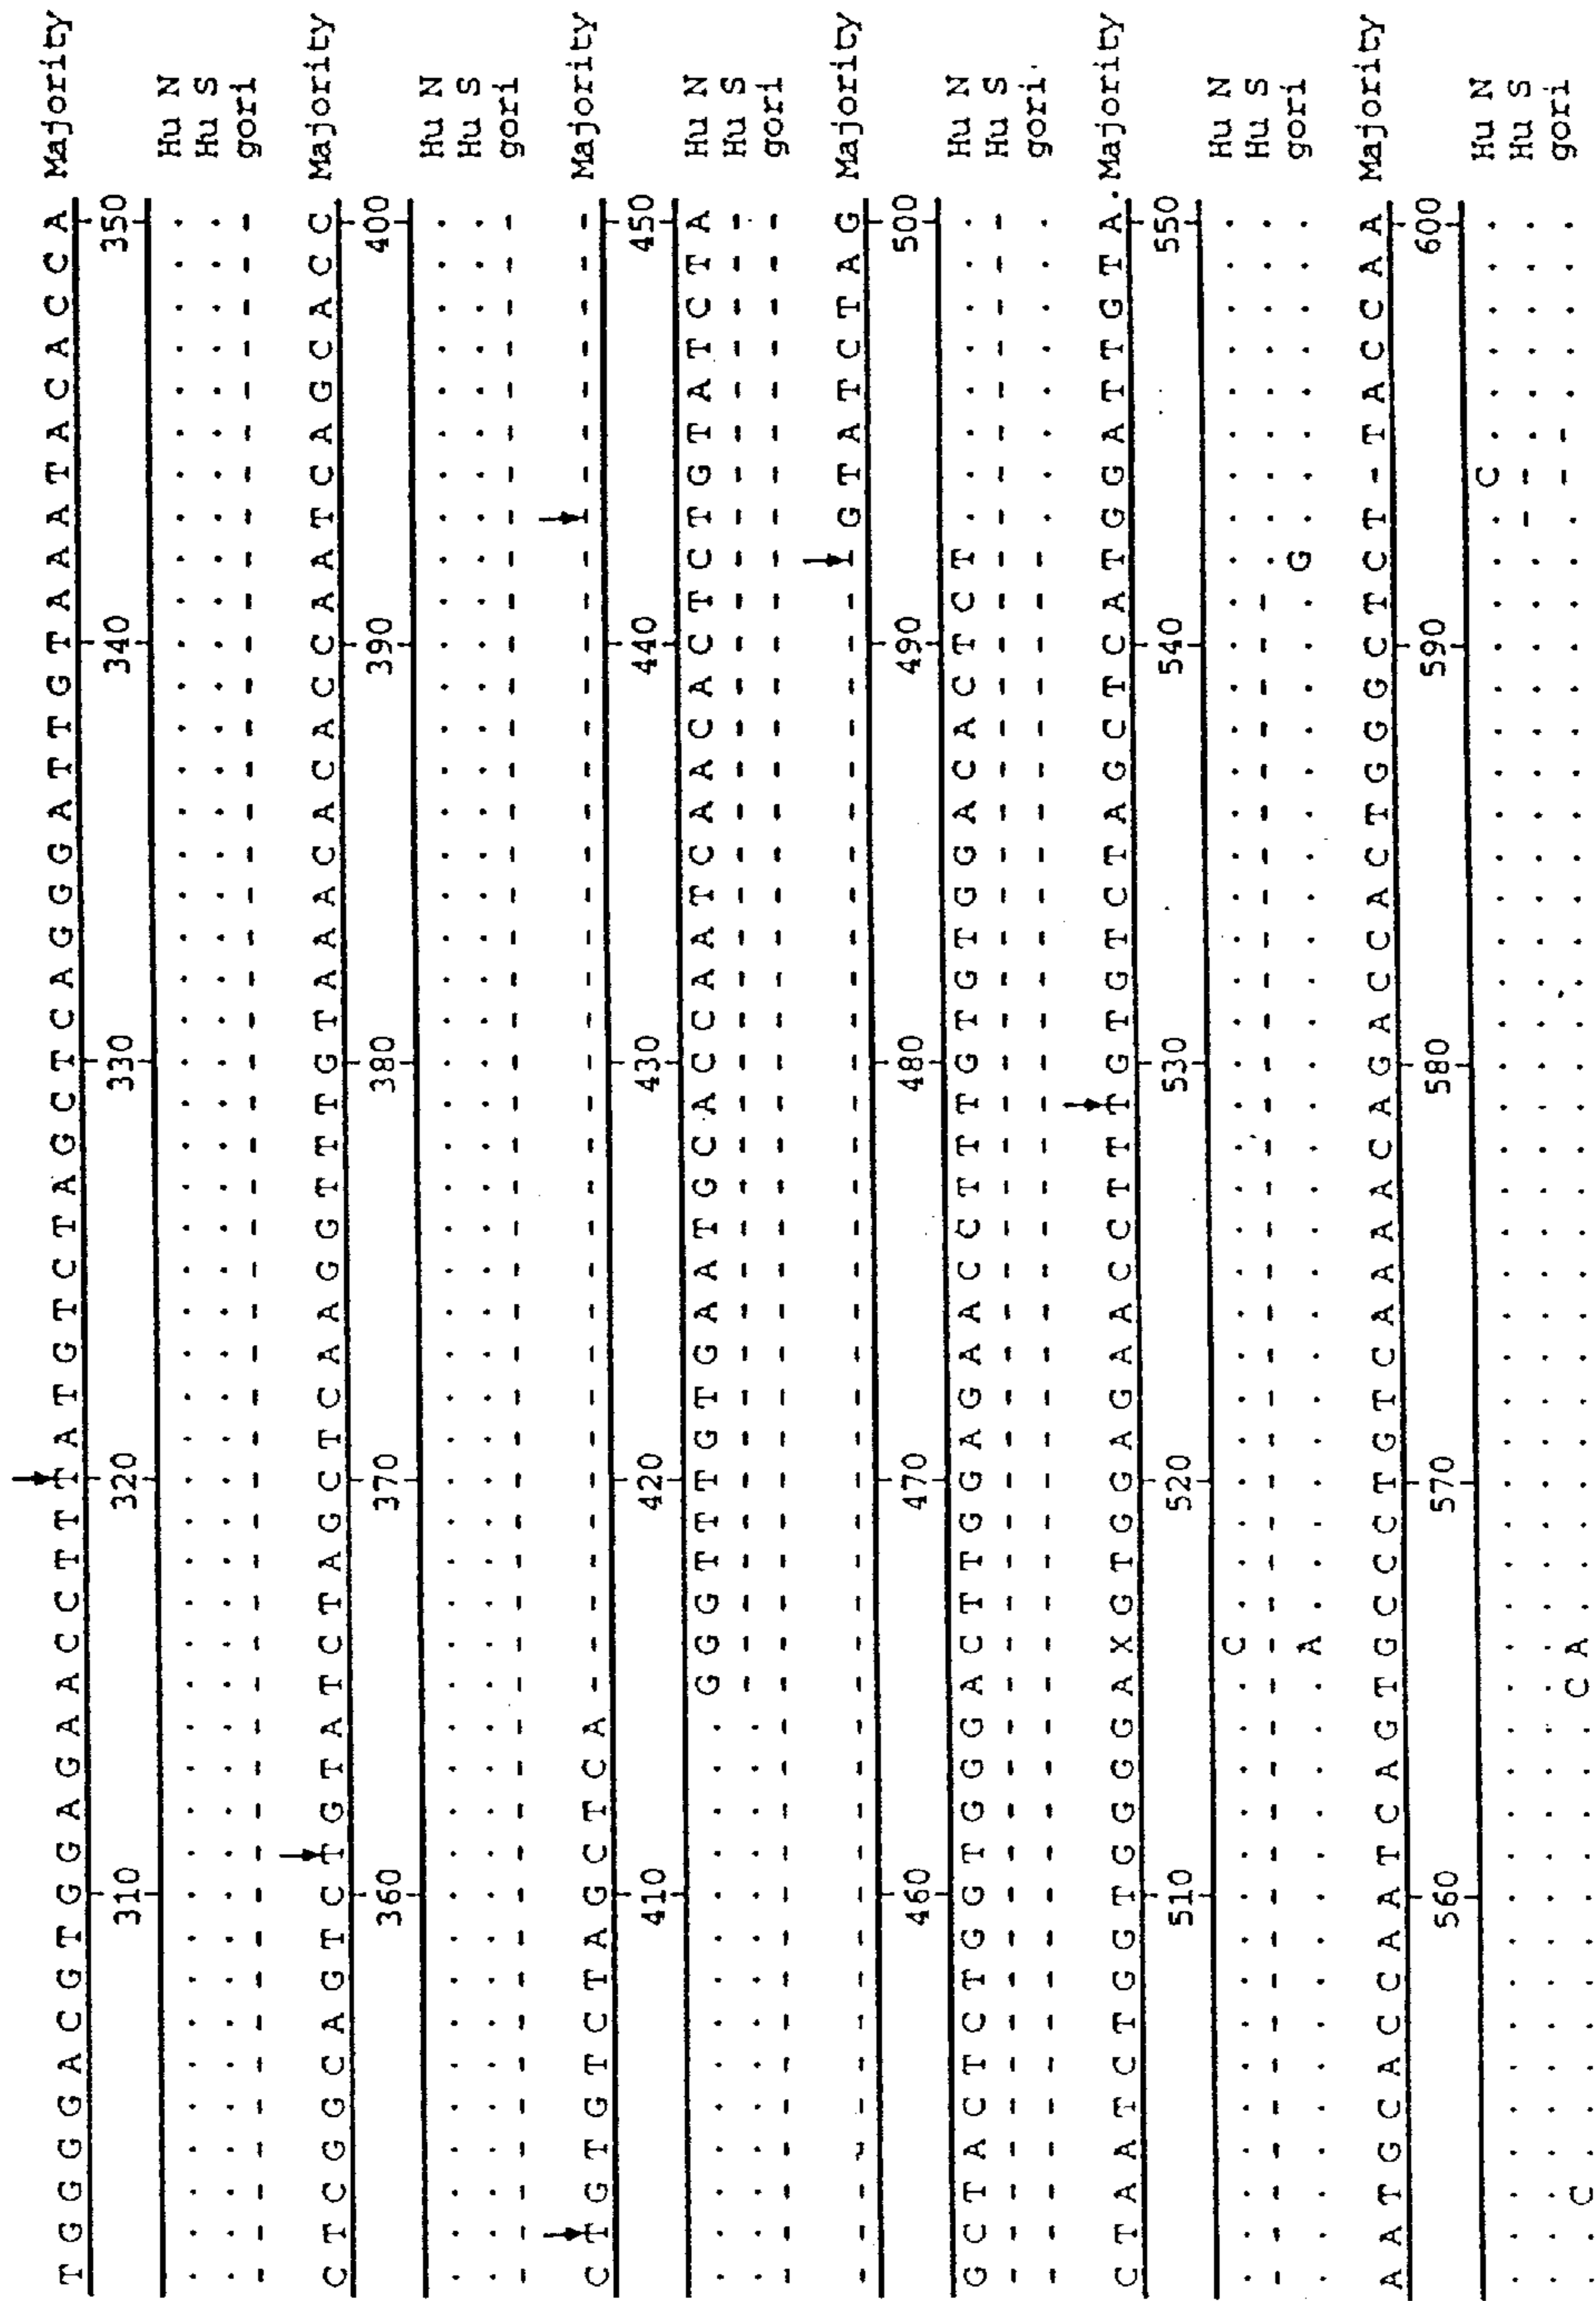 T G G G G A C G T G G A G A A C C T T T A T G T C T A G C T C A G G G A T T G T A A A T A C A C C A Majority
310 320 330 340 350
. . . . . . . . . . . . . . . . . . . . . . . . . . . . . . . . . . . . . . . . . . . . . . . . . . Hu N
. . . . . . . . . . . . . . . . . . . . . . . . . . . . . . . . . . . . . . . . . . . . . . . . . . Hu S
- - - - - - - - - - - - - - - - - - - - - - - - - - - - - - - - - - - - - - - - - - - - - - - - - - gori
C T C G G C A G T C T G T A T C T A G C T C A A G G T T T G T A A A C A C A C C A A T C A G C A C C Majority
360 370 380 390 400
. . . . . . . . . . . . . . . . . . . . . . . . . . . . . . . . . . . . . . . . . . . . . . . . . . Hu N
. . . . . . . . . . . . . . . . . . . . . . . . . . . . . . . . . . . . . . . . . . . . . . . . . . Hu S
- - - - - - - - - - - - - - - - - - - - - - - - - - - - - - - - - - - - - - - - - - - - - - - - - - gori
C T G T G T C T A G C T C A - - - - - - - - - - - - - - - - - - - - - - - - - - - - - - - - - - - - Majority
410 420 430 440 450
. . . . . . . . . . . . . . G G G T T T G T G A A T G C A C C A A T C A A C A C T C T G T A T C T A Hu N
. . . . . . . . . . . . . . - - - - - - - - - - - - - - - - - - - - - - - - - - - - - - - - - - - - Hu S
- - - - - - - - - - - - - - - - - - - - - - - - - - - - - - - - - - - - - - - - - - - - - - - - - - gori
- - - - - - - - - - - - - - - - - - - - - - - - - - - - - - - - - - - - - - - - - - G T A T C T A G Majority
460 470 480 490 500
G C T A C T C T G G T G G G A C T T G G A G A A C C T T T G T G T G G A C A C T C T . . . . . . . . Hu N
- - - - - - - - - - - - - - - - - - - - - - - - - - - - - - - - - - - - - - - - - - - - - - - - - - Hu S
- - - - - - - - - - - - - - - - - - - - - - - - - - - - - - - - - - - - - - - - - - . . . . . . . . gori
C T A A T C T G G T G G G G A X G T G G A G A A C C T T T G T G T C T A G C T C A T G G A T T G T A . Majority
510 520 530 540 550
. . . . . . . . . . . . . . . C . . . . . . . . . . . . . . . . . . . . . . . . . . . . . . . . . . Hu N
- - - - - - - - - - - - - - - - - - - - - - - - - - - - - - - - - - - - - - - - - . . . . . . . . . Hu S
. . . . . . . . . . . . . . . A . . . . . . . . . . . . . . . . . . . . . . . . . G . . . . . . . . gori
A A T G C A C C A A T C A G T G C C C T G T C A A A A C A G A C C A C T G G G C T C T - T A C C A A Majority
560 570 580 590 600
. . . . . . . . . . . . . . . . . . . . . . . . . . . . . . . . . . . . . . . . . . . C . . . . . . Hu N
. . . . . . . . . . . . . . . . . . . . . . . . . . . . . . . . . . . . . . . . . . - - . . . . . . Hu S
. . C . . . . . . . . . . . C A . . . . . . . . . . . . . . . . . . . . . . . . . . . - - . . . . . gori